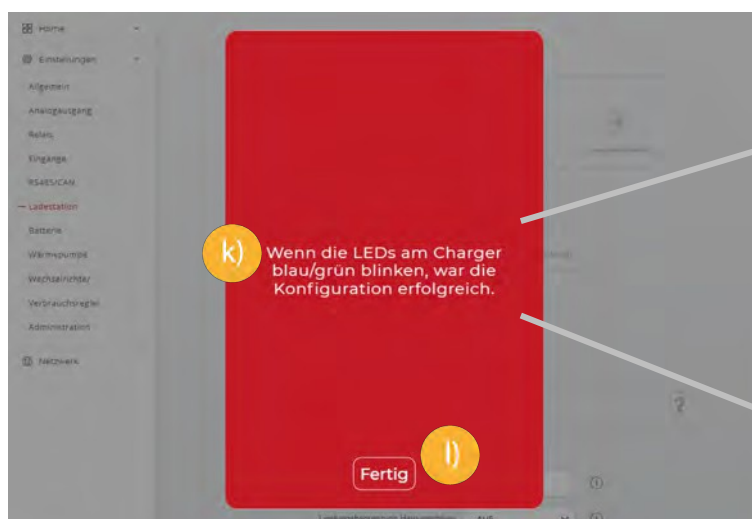 Home
Einstellungen
Allgemein
Analogausgang
Relais
Eingänge
RS485/CAN
Ladestation
Batterie
Wärmepumpe
Wechselrichter
Verbrauchsregler
Administration
Netzwerk
k)
Wenn die LEDs am Charger
blau/grün blinken, war die
Konfiguration erfolgreich.
l)
Fertig
?